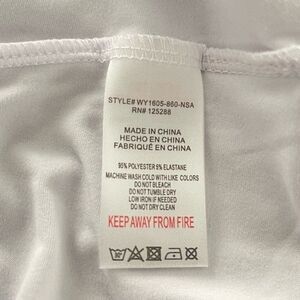 STYLE# WY1605-860-NSA
RN# 125288
MADE IN CHINA
HECHO EN CHINA
FABRIQUÉ EN CHINA
95% POLYESTER 5% ELASTANE
MACHINE WASH COLD WITH LIKE COLORS
DO NOT BLEACH
DO NOT TUMBLE DRY
LOW IRON IF NEEDED
DO NOT DRY CLEAN
KEEP AWAY FROM FIRE